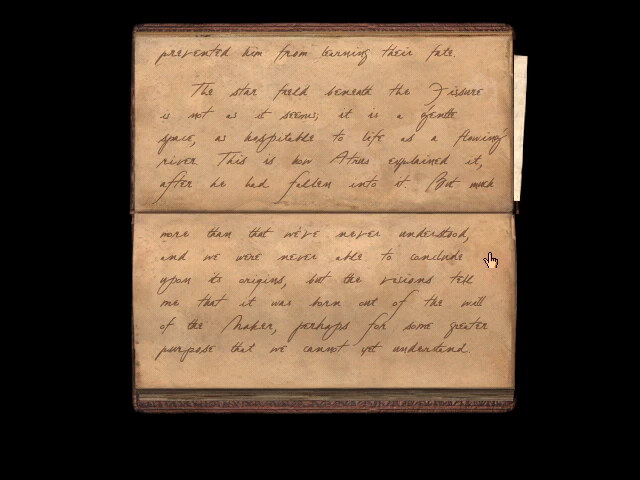 prevented him from learning their fate.
The star field beneath the Fissure
is not as it seems; it is a gentle
space, as hospitable to life as a flowing
river. This is how Atrus explained it,
after he had fallen into it. But much
more than that we've never understood,
and we were never able to conclude
upon its origins, but the visions tell
me that it was born out of the will
of the Maker, perhaps for some greater
purpose that we cannot yet understand.